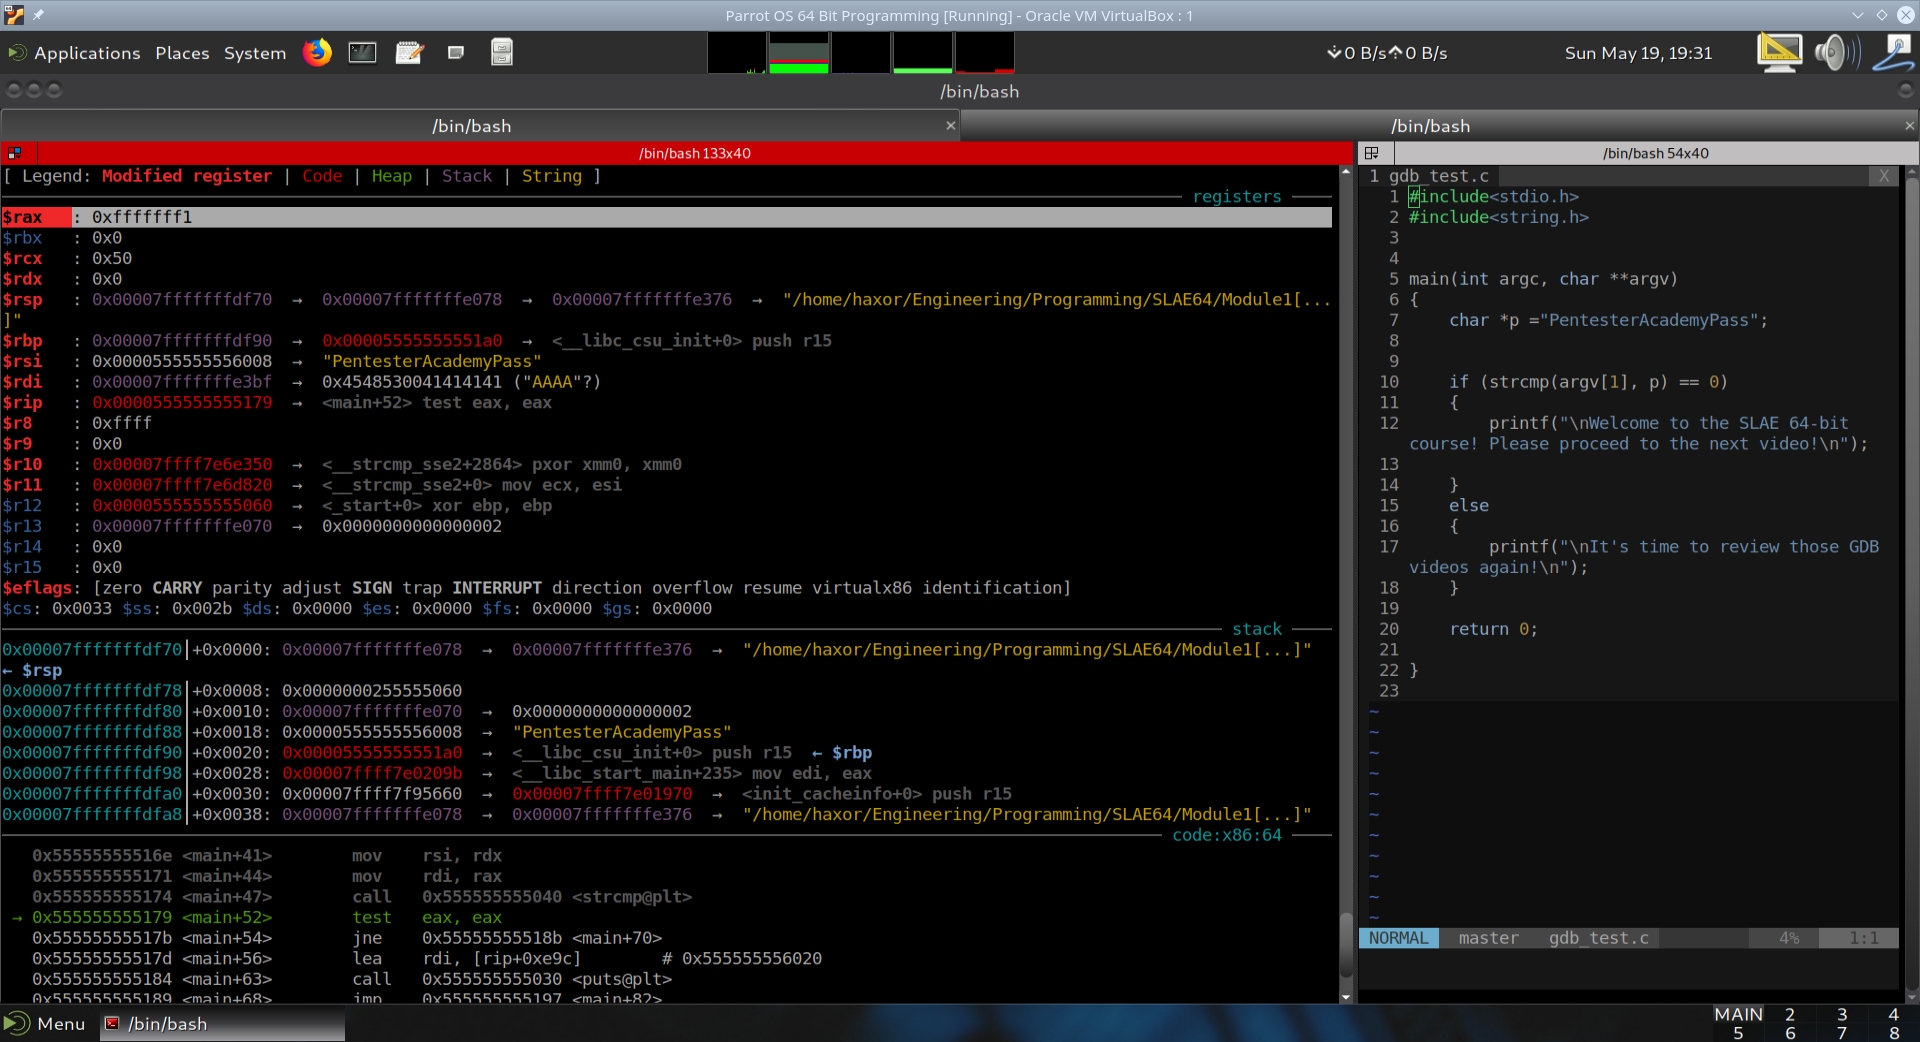 Parrot OS 64 Bit Programming [Running] - Oracle VM VirtualBox : 1
Applications Places System
0 B/s 0 B/s
Sun May 19, 19:31
/bin/bash
/bin/bash ×
/bin/bash ×
/bin/bash 133x40
[ Legend: Modified register | Code | Heap | Stack | String ]
registers
$rax : 0xfffffff1
$rbx : 0x0
$rcx : 0x50
$rdx : 0x0
$rsp : 0x00007fffffffdf70 → 0x00007fffffffe078 → 0x00007fffffffe376 → "/home/haxor/Engineering/Programming/SLAE64/Module1[...
]"
$rbp : 0x00007fffffffdf90 → 0x00005555555551a0 → <__libc_csu_init+0> push r15
$rsi : 0x0000555555556008 → "PentesterAcademyPass"
$rdi : 0x00007fffffffe3bf → 0x4548530041414141 ("AAAA"?)
$rip : 0x0000555555555179 → <main+52> test eax, eax
$r8 : 0xffff
$r9 : 0x0
$r10 : 0x00007ffff7e6e350 → <__strcmp_sse2+2864> pxor xmm0, xmm0
$r11 : 0x00007ffff7e6d820 → <__strcmp_sse2+0> mov ecx, esi
$r12 : 0x0000555555555060 → <_start+0> xor ebp, ebp
$r13 : 0x00007fffffffe070 → 0x0000000000000002
$r14 : 0x0
$r15 : 0x0
$eflags: [zero CARRY parity adjust SIGN trap INTERRUPT direction overflow resume virtualx86 identification]
$cs: 0x0033 $ss: 0x002b $ds: 0x0000 $es: 0x0000 $fs: 0x0000 $gs: 0x0000
stack
0x00007fffffffdf70│+0x0000: 0x00007fffffffe078 → 0x00007fffffffe376 → "/home/haxor/Engineering/Programming/SLAE64/Module1[...]"
← $rsp
0x00007fffffffdf78│+0x0008: 0x0000000255555060
0x00007fffffffdf80│+0x0010: 0x00007fffffffe070 → 0x0000000000000002
0x00007fffffffdf88│+0x0018: 0x0000555555556008 → "PentesterAcademyPass"
0x00007fffffffdf90│+0x0020: 0x00005555555551a0 → <__libc_csu_init+0> push r15 ← $rbp
0x00007fffffffdf98│+0x0028: 0x00007ffff7e0209b → <__libc_start_main+235> mov edi, eax
0x00007fffffffdfa0│+0x0030: 0x00007ffff7f95660 → 0x00007ffff7e01970 → <init_cacheinfo+0> push r15
0x00007fffffffdfa8│+0x0038: 0x00007fffffffe078 → 0x00007fffffffe376 → "/home/haxor/Engineering/Programming/SLAE64/Module1[...]"
code:x86:64
0x55555555516e <main+41> mov rsi, rdx
0x555555555171 <main+44> mov rdi, rax
0x555555555174 <main+47> call 0x555555555040 <strcmp@plt>
→ 0x555555555179 <main+52> test eax, eax
0x55555555517b <main+54> jne 0x55555555518b <main+70>
0x55555555517d <main+56> lea rdi, [rip+0xe9c] # 0x555555556020
0x555555555184 <main+63> call 0x555555555030 <puts@plt>
0x555555555189 <main+68> jmp 0x555555555197 <main+82>
/bin/bash 54x40
1 gdb_test.c X
1 #include<stdio.h>
2 #include<string.h>
3
4
5 main(int argc, char **argv)
6 {
7 char *p ="PentesterAcademyPass";
8
9
10 if (strcmp(argv[1], p) == 0)
11 {
12 printf("\nWelcome to the SLAE 64-bit
course! Please proceed to the next video!\n");
13
14 }
15 else
16 {
17 printf("\nIt's time to review those GDB
videos again!\n");
18 }
19
20 return 0;
21
22 }
23
~
~
~
~
~
~
~
~
~
~
~
NORMAL master gdb_test.c 4% 1:1
Menu /bin/bash
MAIN 2 3 4
5 6 7 8